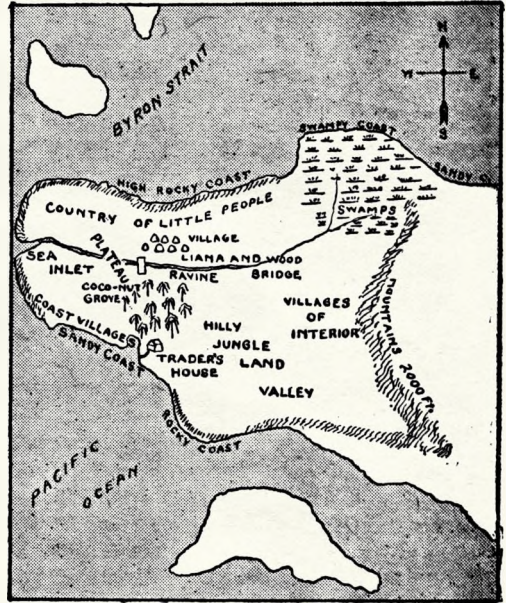 N
W E
S
BYRON STRAIT
SWAMPY COAST
SANDY C.
HIGH ROCKY COAST
COUNTRY OF LITTLE PEOPLE
SWAMPS
VILLAGE
LIANA AND WOOD
BRIDGE
PLATEAU
RAVINE
SEA
INLET
COCO-NUT
GROVE
VILLAGES
OF
INTERIOR
MOUNTAINS 2000 FT.
COAST VILLAGES
SANDY COAST
HILLY
JUNGLE
LAND
TRADER'S
HOUSE
VALLEY
ROCKY COAST
PACIFIC
OCEAN